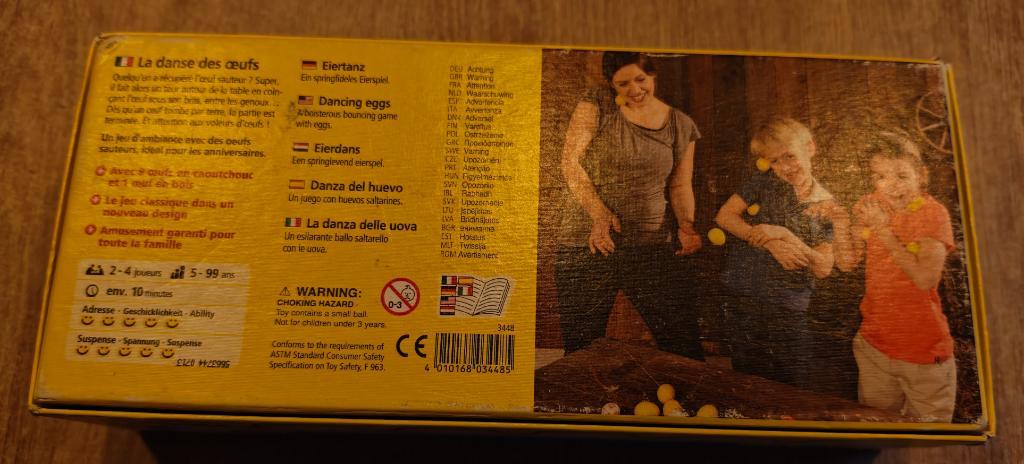 La danse des œufs
Quelqu'un a récupéré l'œuf sauteur ? Super,
il fait alors un tour autour de la table en coin-
çant l'œuf sous son bras, entre les genoux...
Dès qu'un œuf tombe par terre, la partie est
terminée. Et attention aux voleurs d'œufs !
Un jeu d'ambiance avec des oeufs
sauteurs, idéal pour les anniversaires.
Avec 9 œufs en caoutchouc
et 1 œuf en bois
Le jeu classique dans un
nouveau design
Amusement garanti pour
toute la famille
2 - 4 joueurs 5 - 99 ans
env. 10 minutes
Adresse · Geschicklichkeit · Ability
Suspense · Spannung · Suspense
Eiertanz
Ein springfideles Eierspiel.
Dancing eggs
A boisterous bouncing game
with eggs.
Eierdans
Een springlevend eierspel.
Danza del huevo
Un juego con huevos saltarines.
La danza delle uova
Un esilarante ballo saltarello
con le uova.
WARNING:
CHOKING HAZARD -
Toy contains a small ball.
Not for children under 3 years.
Conforms to the requirements of
ASTM Standard Consumer Safety
Specification on Toy Safety, F 963.
DEU Achtung
GBR Warning
FRA Attention
NLD Waarschuwing
ESP Advertencia
ITA Avvertenza
DNK Advarsel
FIN Varoitus
POL Ostrzeżenie
GRC Προειδοποίηση
SWE Varning
CZE Upozornění
PRT Atenção
HUN Figyelmeztetés
SVN Opozorilo
SVK Upozornenie
LTU Įspėjimas
LVA Brīdinājums
BGR внимание
EST Hoiatus
MLT Twissija
ROM Avertisment
0-3
3448
CE
4 010168 034485